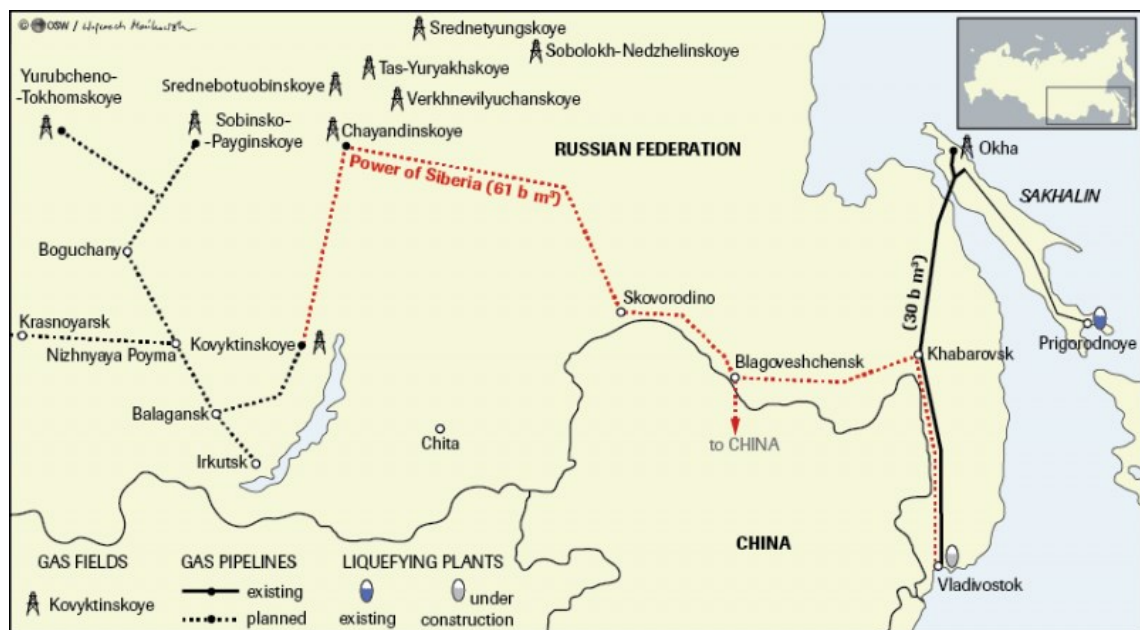 © OSW / Wojciech Mańkowski
Srednetyungskoye
Sobolokh-Nedzhelinskoye
Yurubcheno-
-Tokhomskoye
Srednebotuobinskoye
Tas-Yuryakhskoye
Verkhnevilyuchanskoye
Sobinsko-
-Payginskoye
Chayandinskoye
RUSSIAN FEDERATION
Power of Siberia (61 b m³)
Okha
SAKHALIN
Boguchany
Skovorodino
(30 b m³)
Krasnoyarsk
Nizhnyaya Poyma
Kovyktinskoye
Prigorodnoye
Khabarovsk
Blagoveshchensk
Balagansk
Chita
to CHINA
Irkutsk
CHINA
Vladivostok
GAS FIELDS
Kovyktinskoye
GAS PIPELINES
existing
planned
LIQUEFYING PLANTS
existing
under
construction